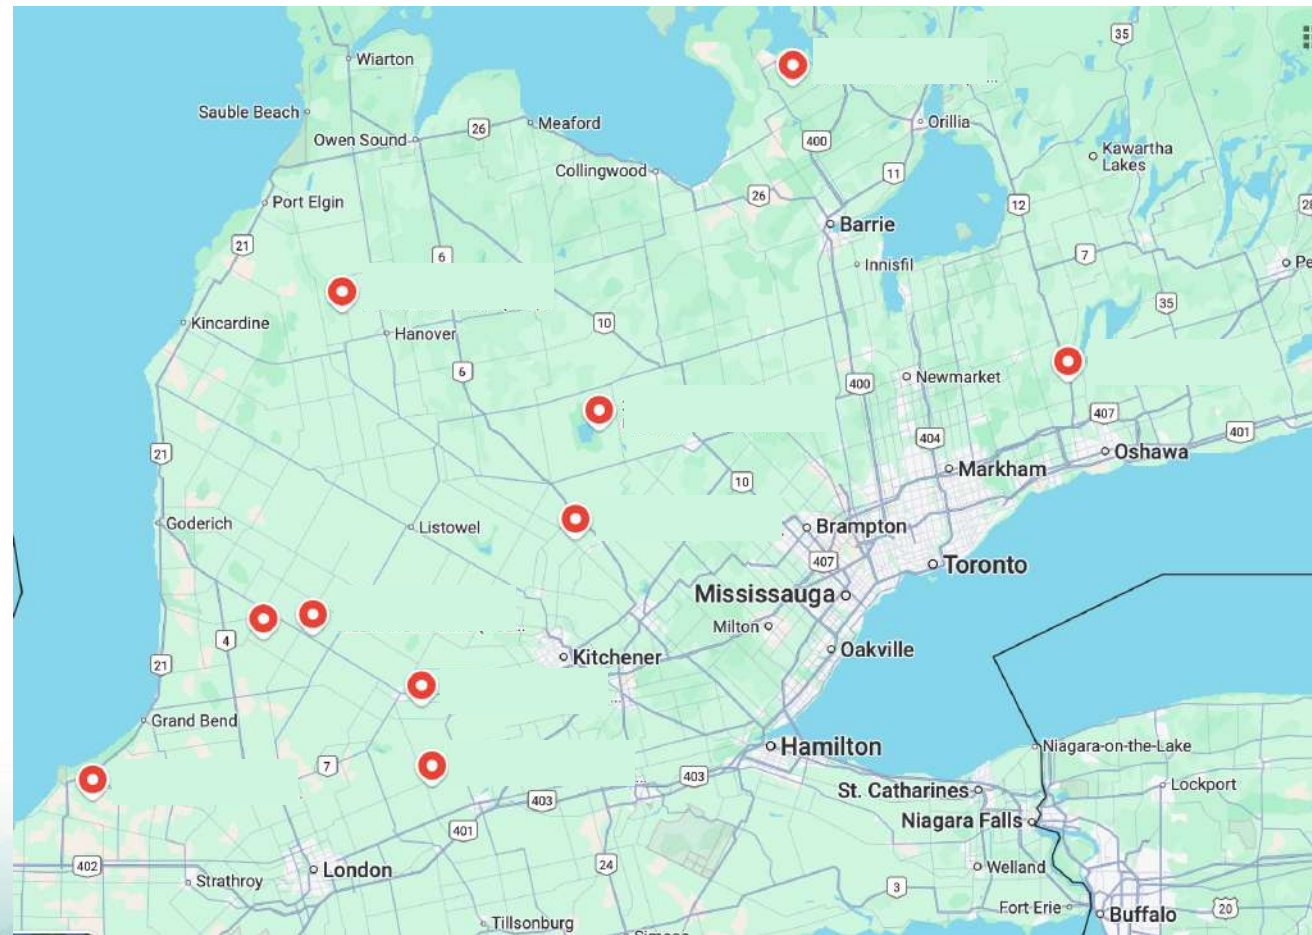 Wiarton
35
Sauble Beach
Owen Sound
26
Meaford
Orillia
400
Kawartha
Lakes
Collingwood
11
26
Port Elgin
12
28
Barrie
21
6
7
Innisfil
Pe
35
Kincardine
10
Hanover
6
400
Newmarket
407
404
401
21
Oshawa
Markham
10
Goderich
Listowel
Brampton
407
Toronto
Mississauga
Milton
4
Oakville
Kitchener
21
Grand Bend
Hamilton
Niagara-on-the-Lake
7
403
Lockport
403
St. Catharines
Niagara Falls
401
402
London
24
Welland
Strathroy
3
Fort Erie
20
Buffalo
Tillsonburg
Simcoe